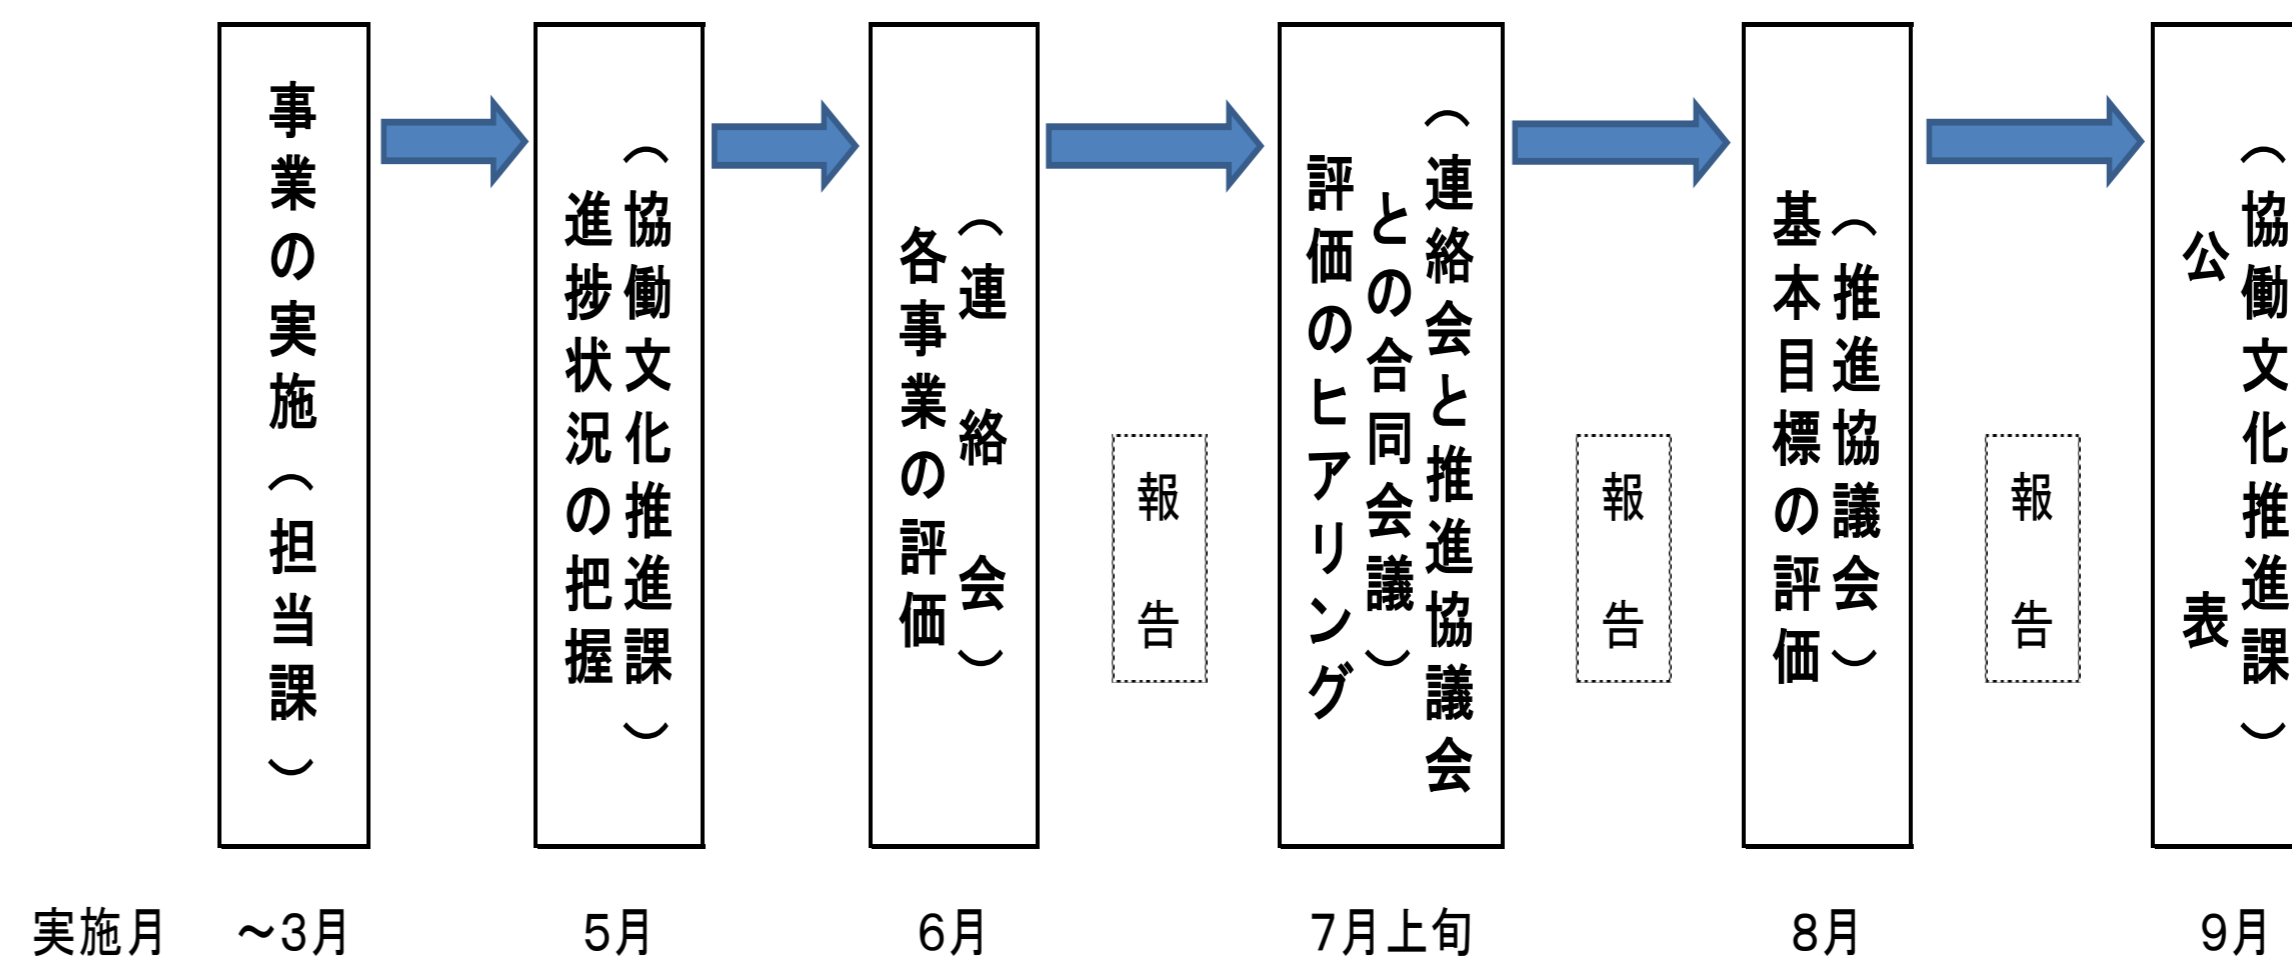 事業の実施（担当課）
（協働文化推進課）
進捗状況の把握
（連絡会）
各事業の評価
報告
（連絡会と推進協議会
との合同会議）
評価のヒアリング
報告
（推進協議会）
基本目標の評価
報告
（協働文化推進課）
公表
実施月 ～3月 5月 6月 7月上旬 8月 9月